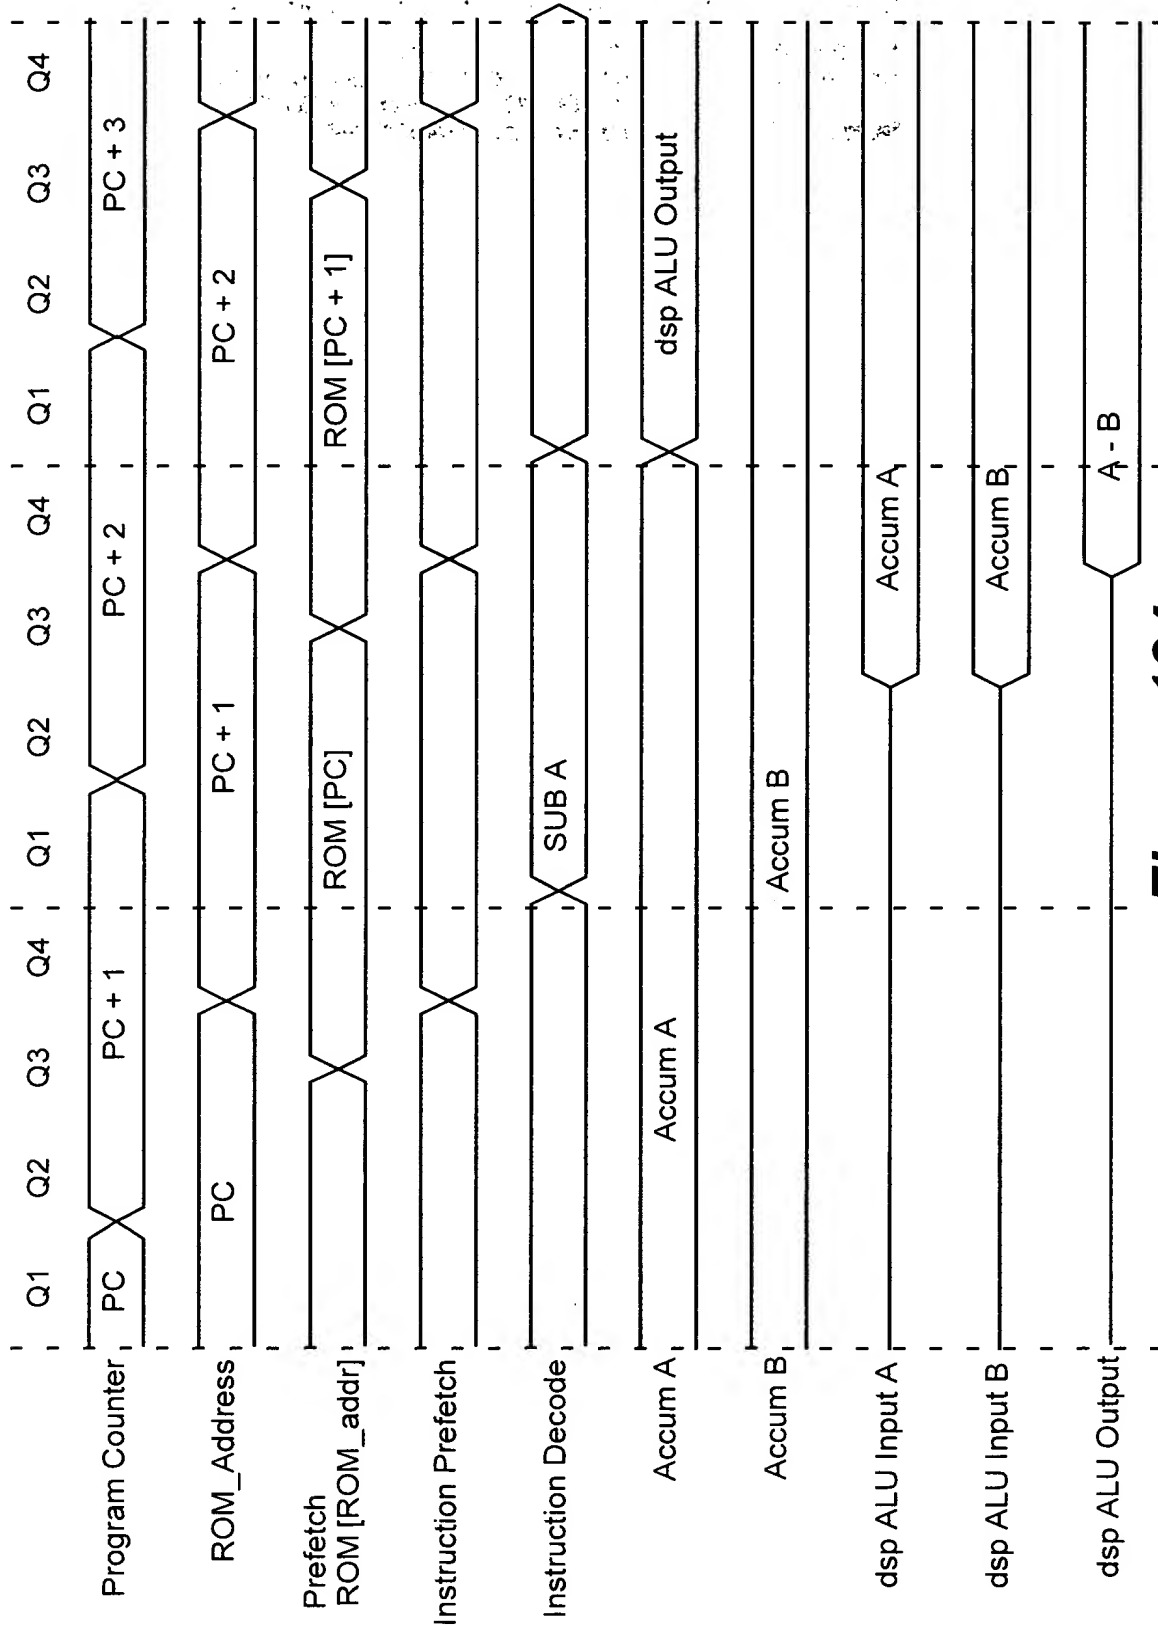 Q1 Q2 Q3 Q4 Q1 Q2 Q3 Q4 Q1 Q2 Q3 Q4
Program Counter PC PC + 1 PC + 2 PC + 3
ROM_Address PC PC + 1 PC + 2
Prefetch
ROM [ROM_addr] ROM [PC] ROM [PC + 1]
Instruction Prefetch
Instruction Decode SUB A
Accum A Accum A dsp ALU Output
Accum B Accum B
dsp ALU Input A Accum A
dsp ALU Input B Accum B
dsp ALU Output A - B